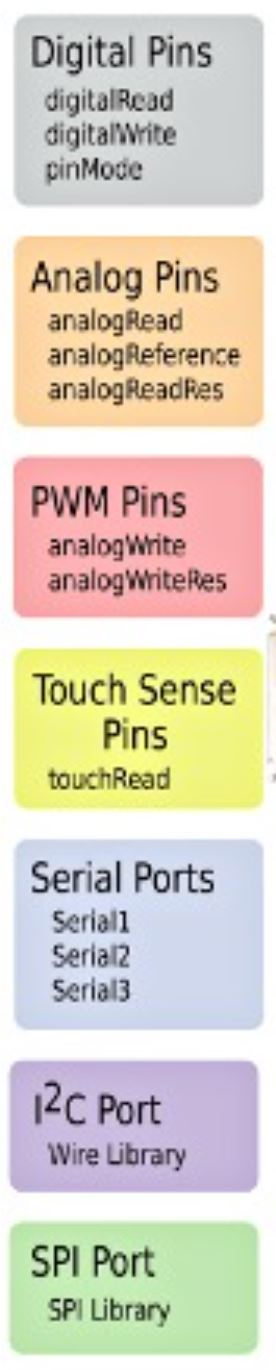 Digital Pins
digitalRead
digitalWrite
pinMode
Analog Pins
analogRead
analogReference
analogReadRes
PWM Pins
analogWrite
analogWriteRes
Touch Sense
Pins
touchRead
Serial Ports
Serial1
Serial2
Serial3
I²C Port
Wire Library
SPI Port
SPI Library